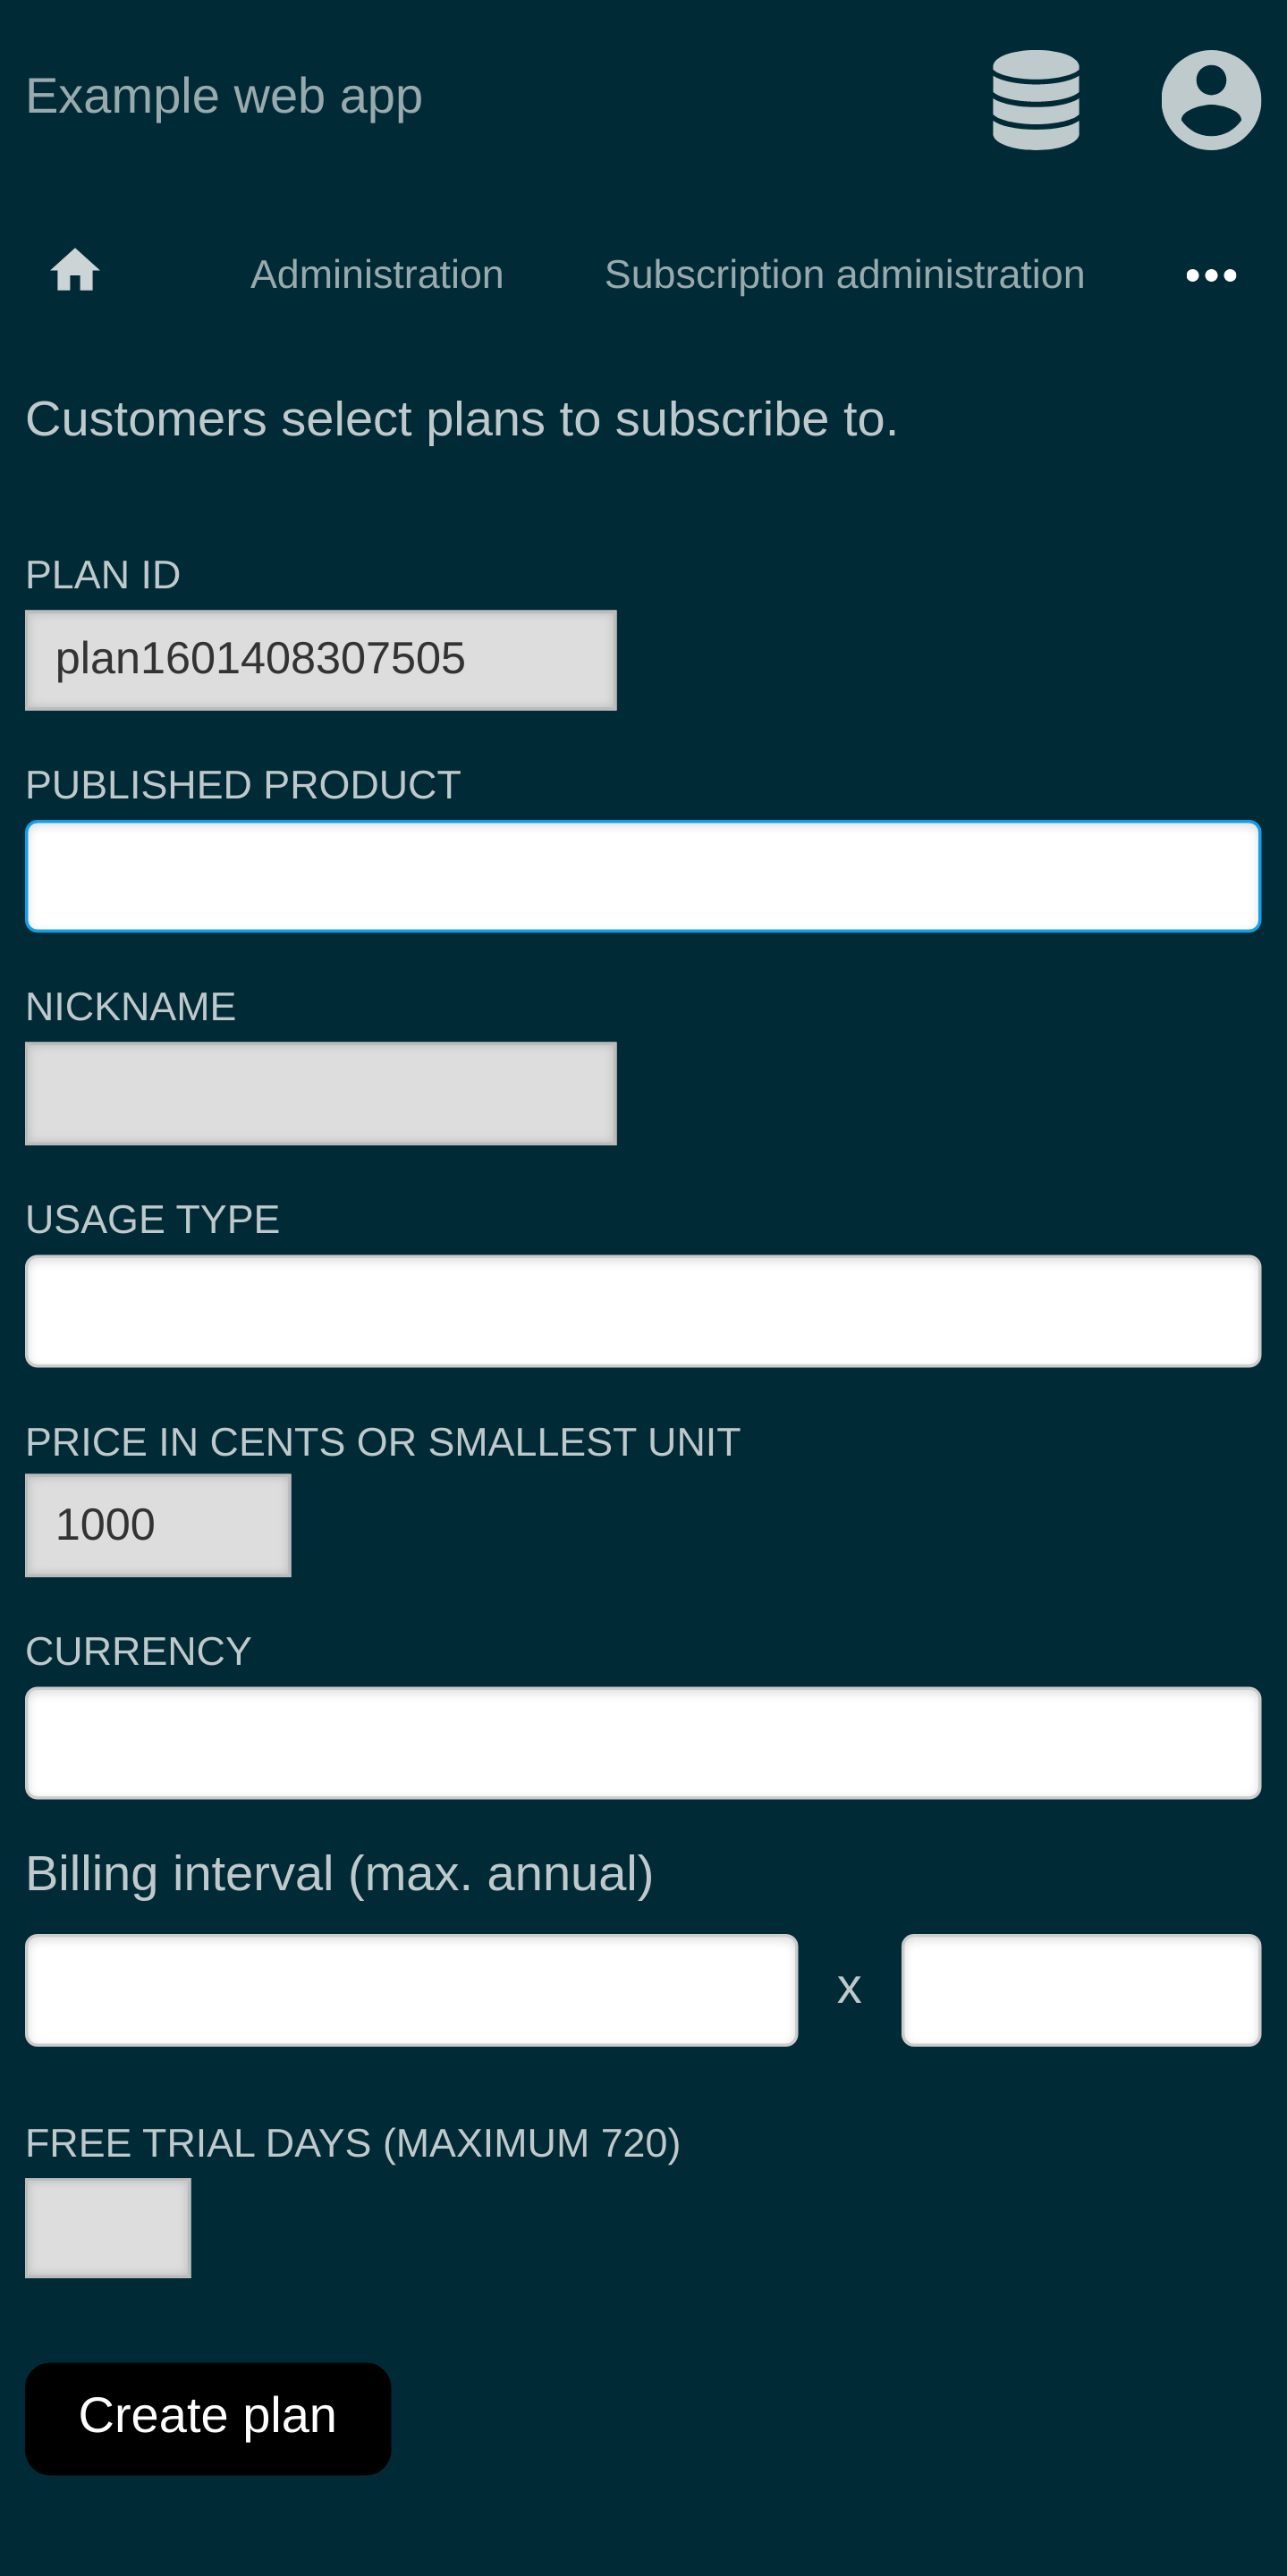 Example web app
Administration Subscription administration •••
Customers select plans to subscribe to.
PLAN ID
plan1601408307505
PUBLISHED PRODUCT
NICKNAME
USAGE TYPE
PRICE IN CENTS OR SMALLEST UNIT
1000
CURRENCY
Billing interval (max. annual)
x
FREE TRIAL DAYS (MAXIMUM 720)
Create plan